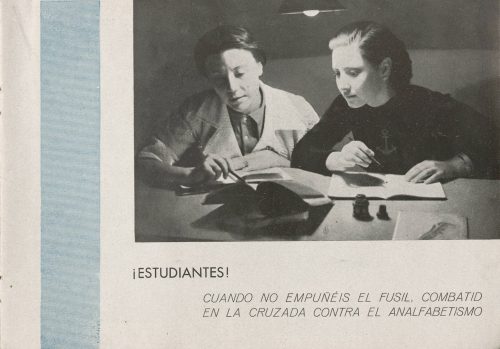 ¡ESTUDIANTES!
CUANDO NO EMPUÑÉIS EL FUSIL, COMBATID
EN LA CRUZADA CONTRA EL ANALFABETISMO